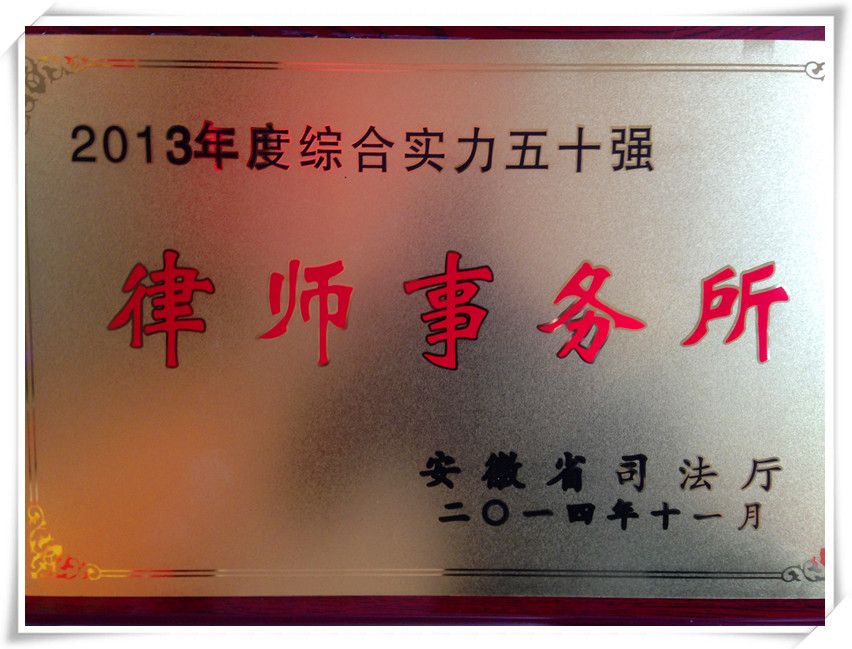 2013年度综合实力五十强
律师事务所
安徽省司法厅
二〇一四年十一月